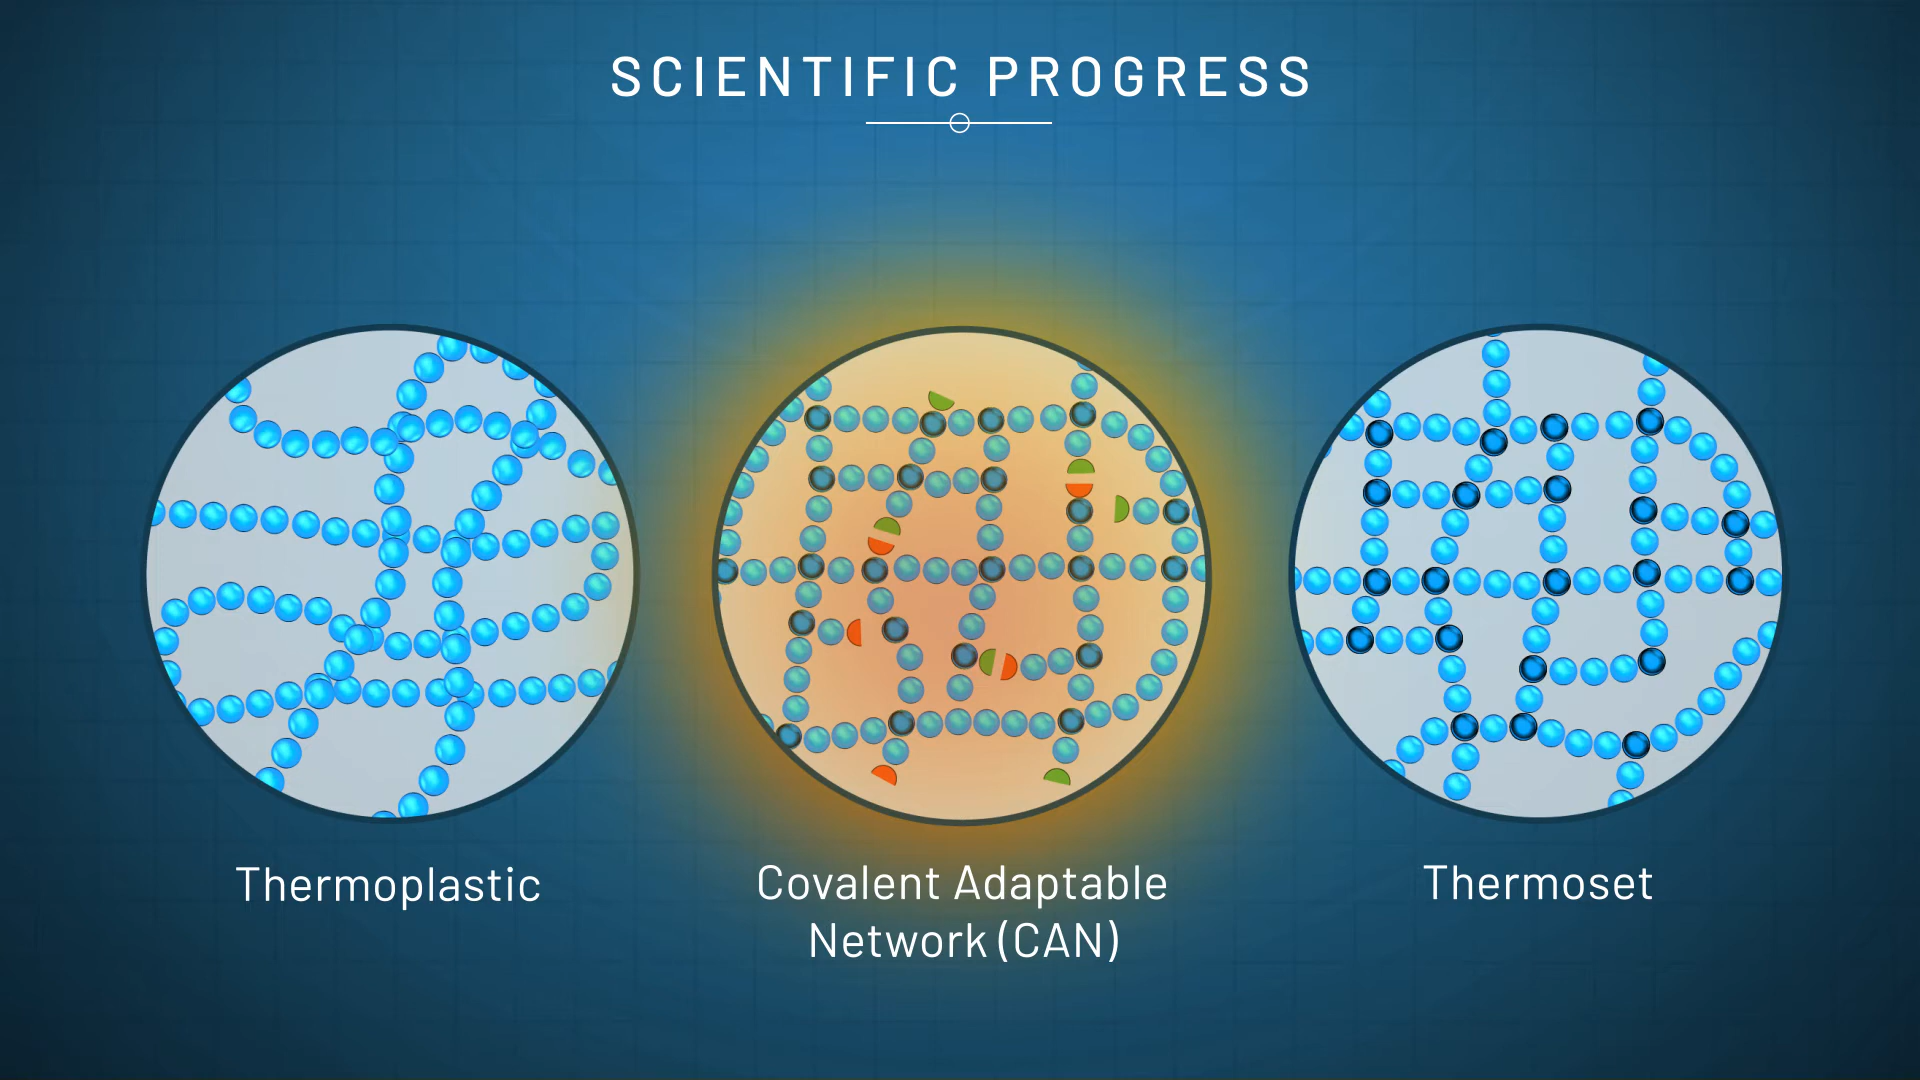 SCIENTIFIC PROGRESS
Thermoplastic
Covalent Adaptable
Network (CAN)
Thermoset